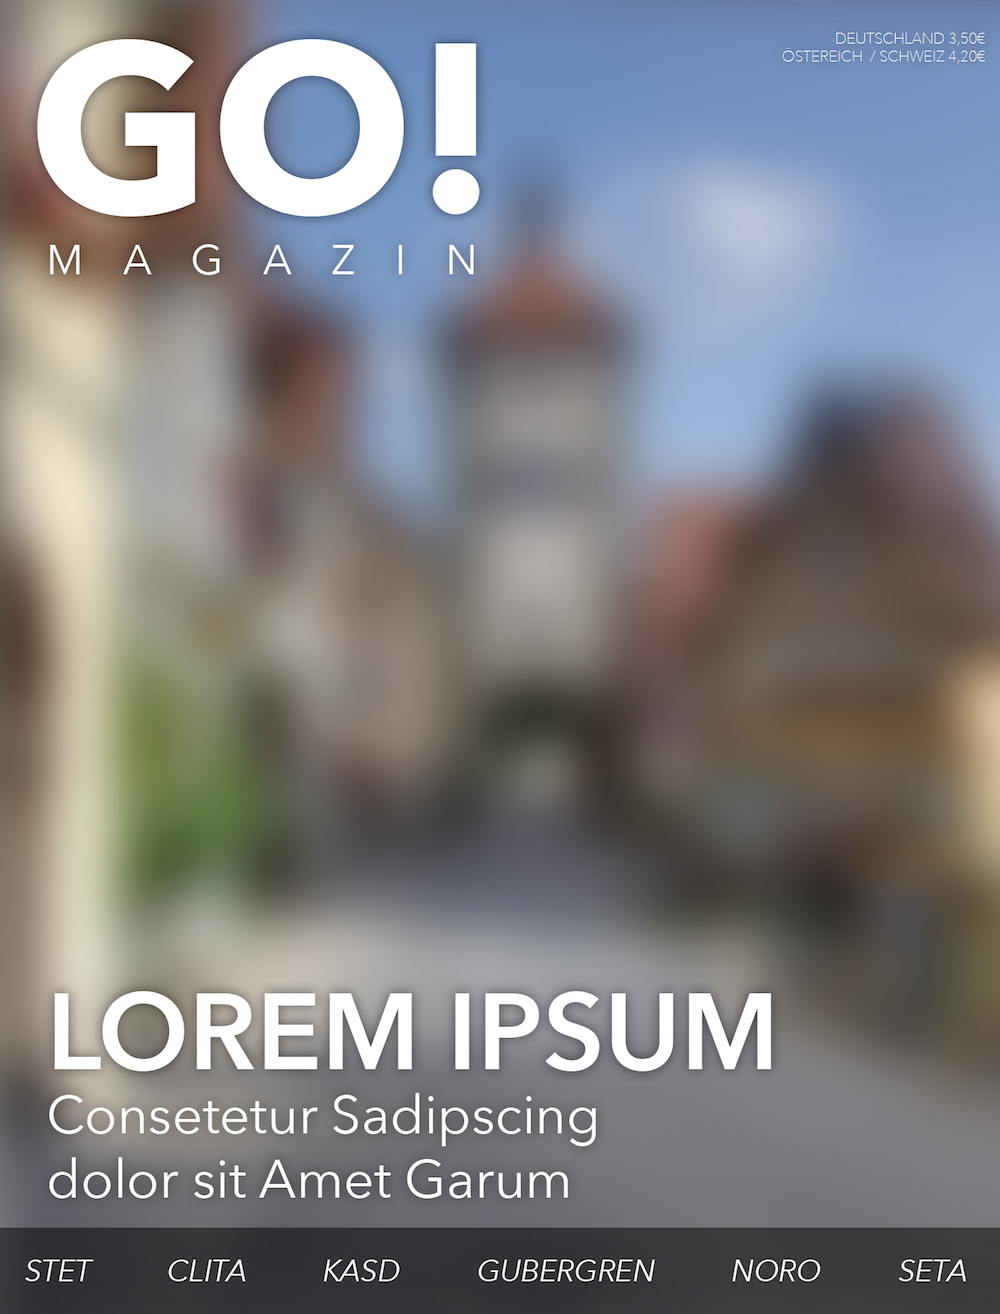 GO!
MAGAZIN
DEUTSCHLAND 3,50€
ÖSTEREICH / SCHWEIZ 4,20€
LOREM IPSUM
Consetetur Sadipscing
dolor sit Amet Garum
STET CLITA KASD GUBERGREN NORO SETA